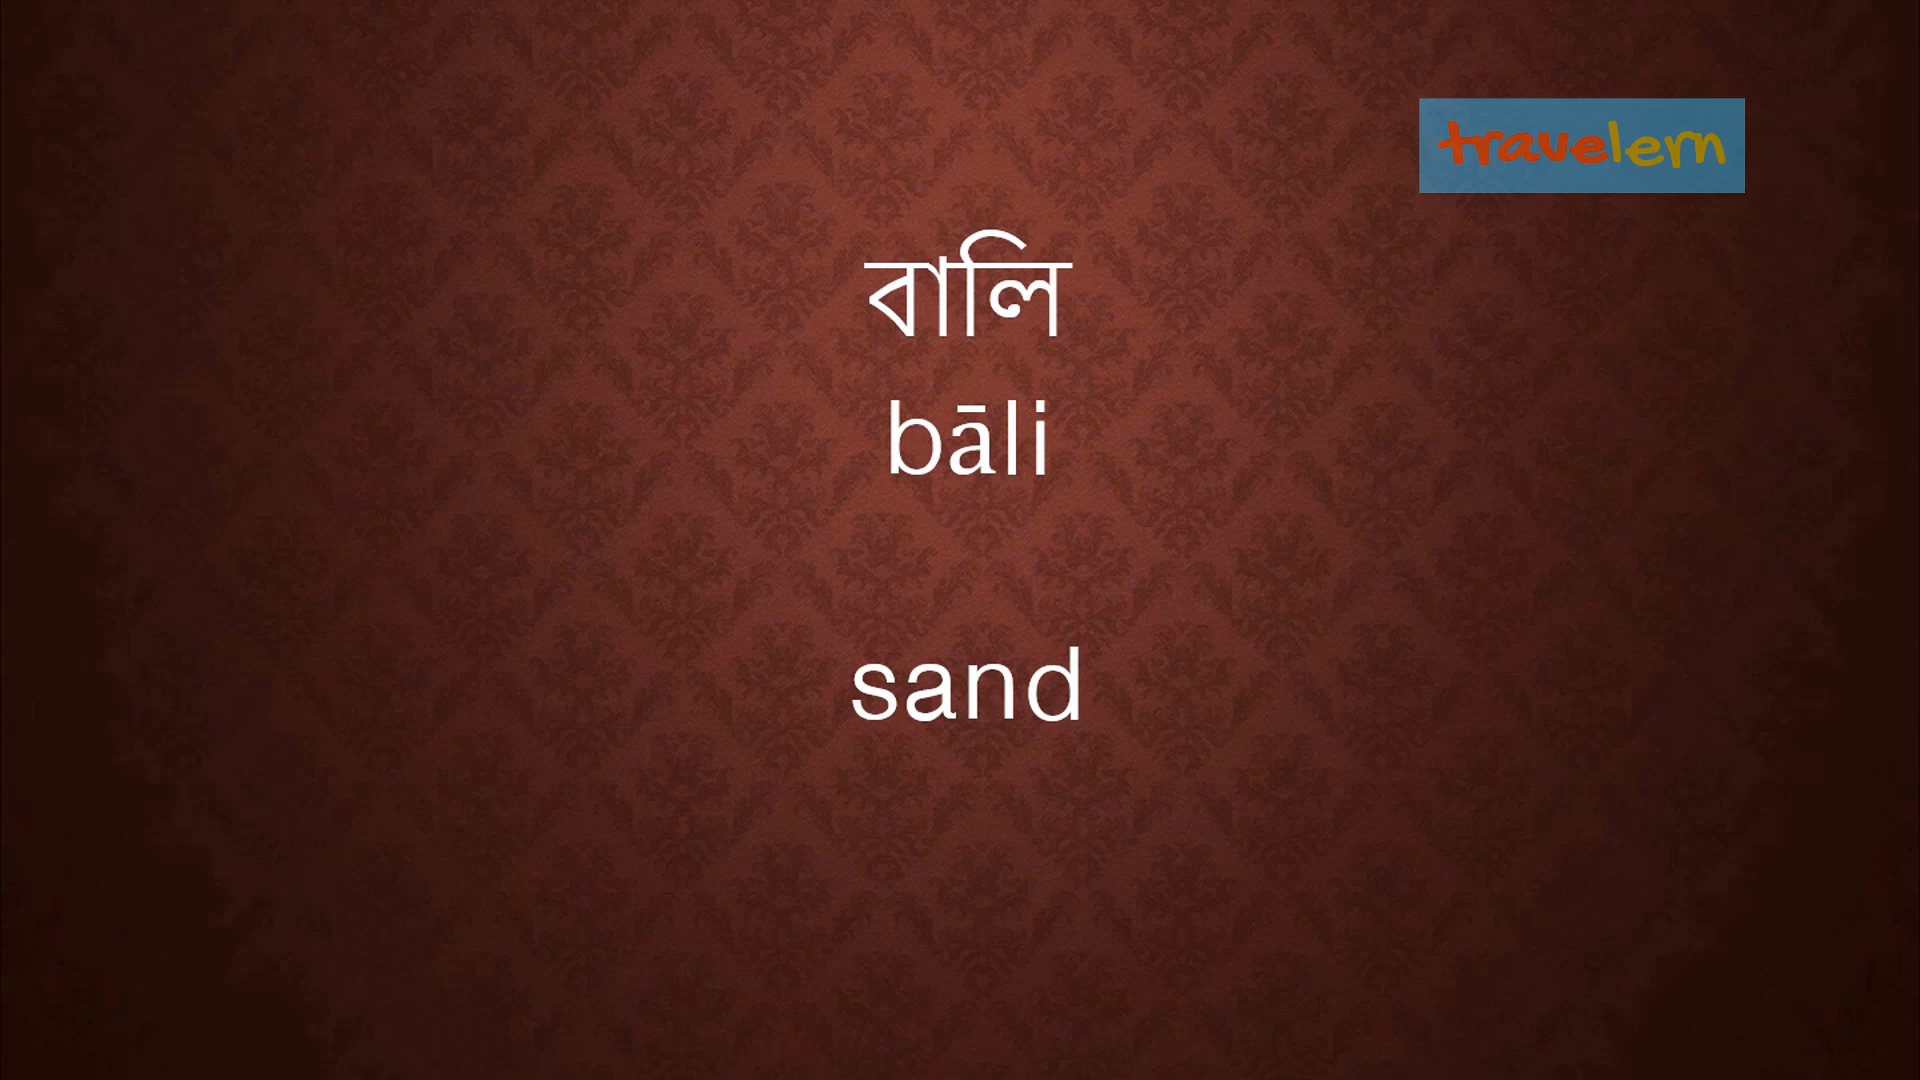 travelern
বালি
bāli
sand